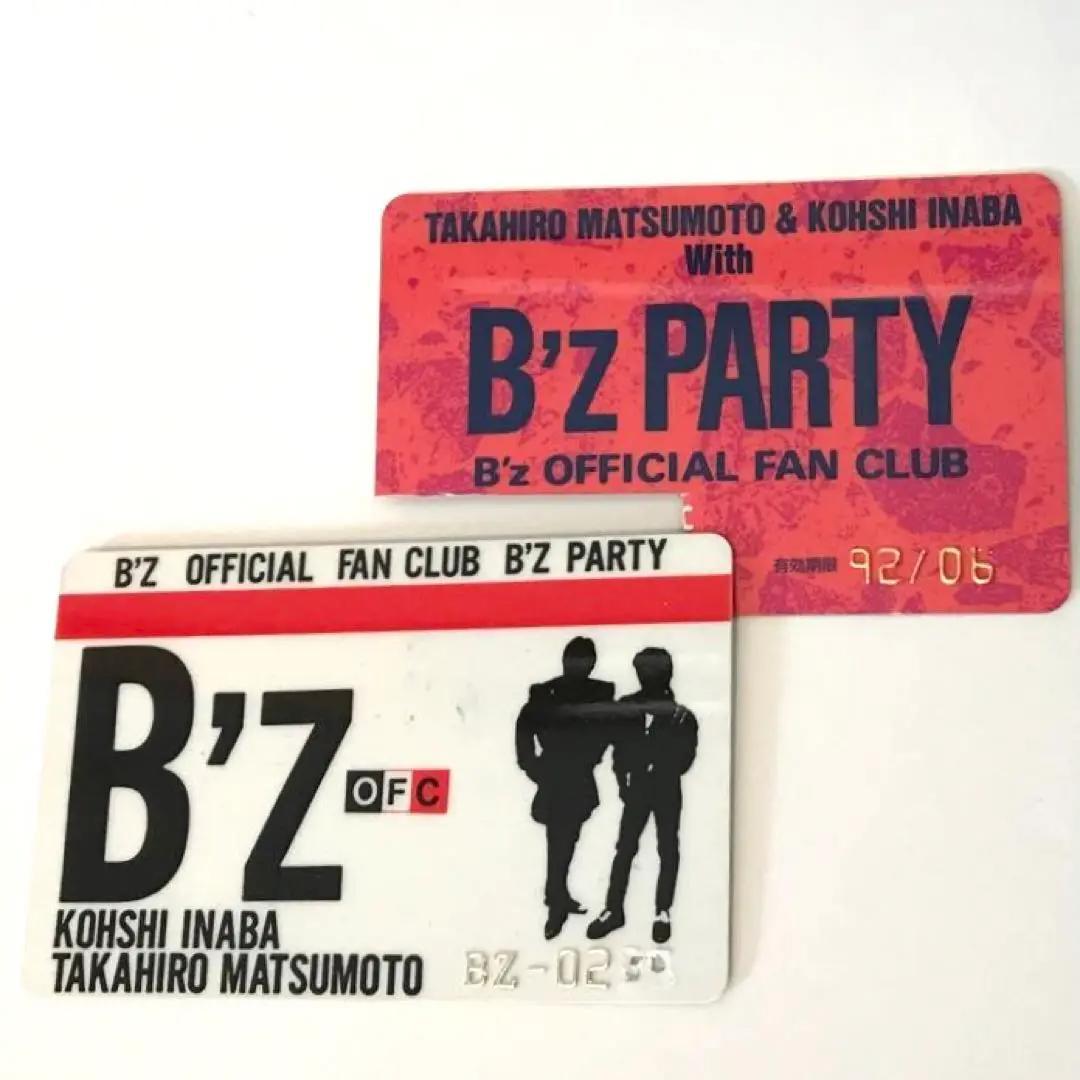 TAKAHIRO MATSUMOTO & KOHSHI INABA
With
B'z PARTY
B'z OFFICIAL FAN CLUB
有効期限 92/06
B'Z OFFICIAL FAN CLUB B'Z PARTY
B'Z
OFC
KOHSHI INABA
TAKAHIRO MATSUMOTO